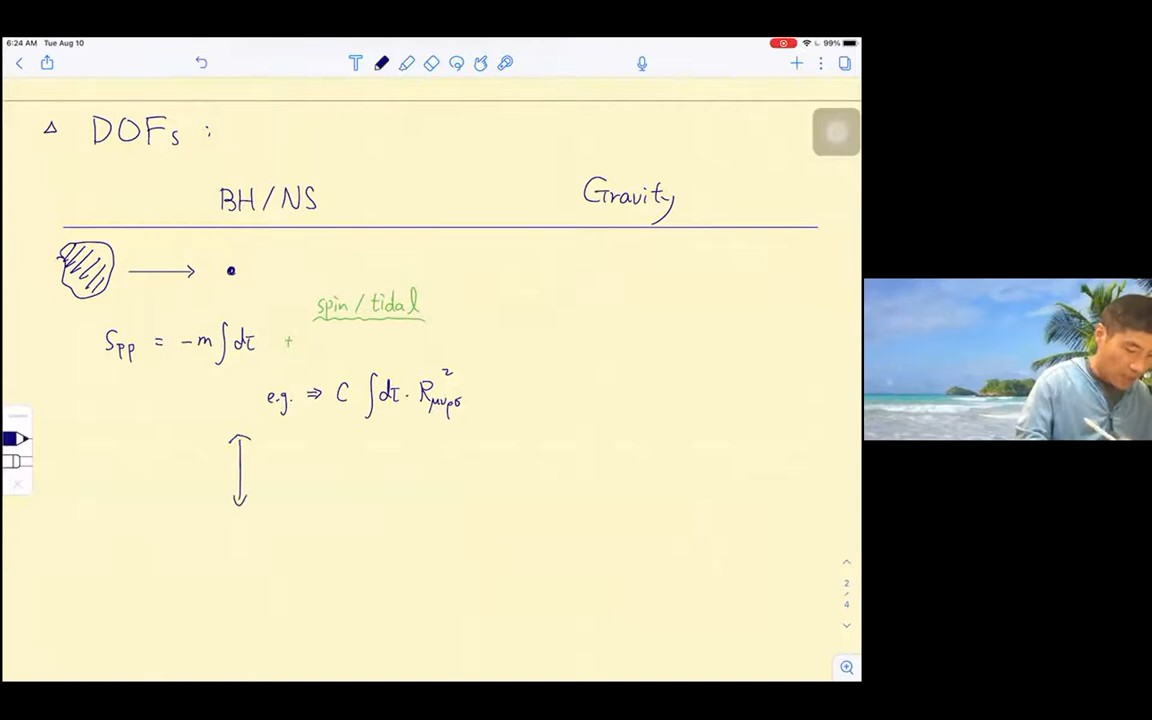 6:24 AM Tue Aug 10
99%
Δ DOFs :
BH / NS
Gravity
spin / tidal
S_pp = -m ∫ dτ +
e.g. ⇒ C ∫ dτ · R_μνρσ^2
2
/
4